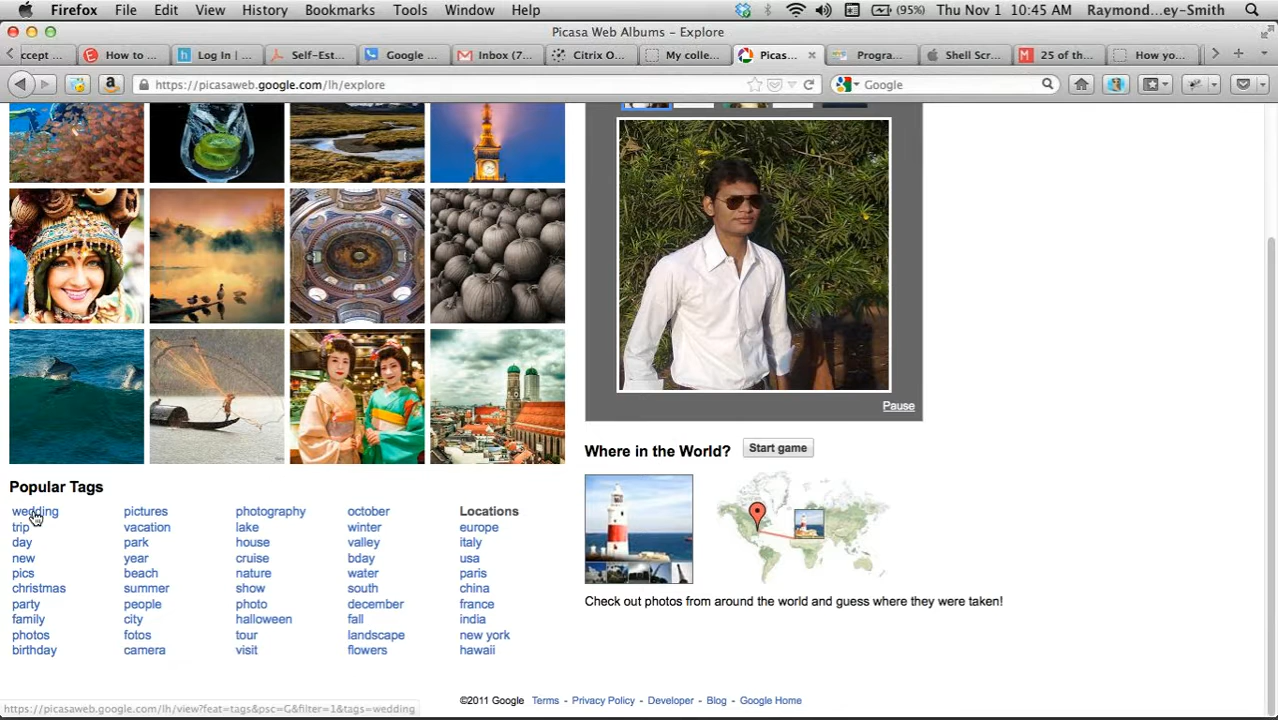 Firefox File Edit View History Bookmarks Tools Window Help (95%) Thu Nov 1 10:45 AM Raymond...ey-Smith
Picasa Web Albums – Explore
ccept How to ... Log In | ... Self-Est... Google ... Inbox (7... Citrix O... My colle... Picas... Progra... Shell Scr... 25 of th... How yo...
https://picasaweb.google.com/lh/explore Google
Pause
Where in the World? Start game
Popular Tags
wedding pictures photography october Locations
trip vacation lake winter europe
day park house valley italy
new year cruise bday usa
pics beach nature water paris
christmas summer show south china
party people photo december france
family city halloween fall india
photos fotos tour landscape new york
birthday camera visit flowers hawaii
Check out photos from around the world and guess where they were taken!
©2011 Google Terms - Privacy Policy - Developer - Blog - Google Home
https://picasaweb.google.com/lh/view?feat=tags&psc=G&filter=1&tags=wedding